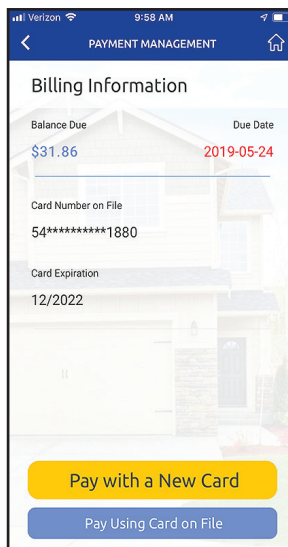 Verizon 9:58 AM
PAYMENT MANAGEMENT
Billing Information
Balance Due Due Date
$31.86 2019-05-24
Card Number on File
54**********1880
Card Expiration
12/2022
Pay with a New Card
Pay Using Card on File